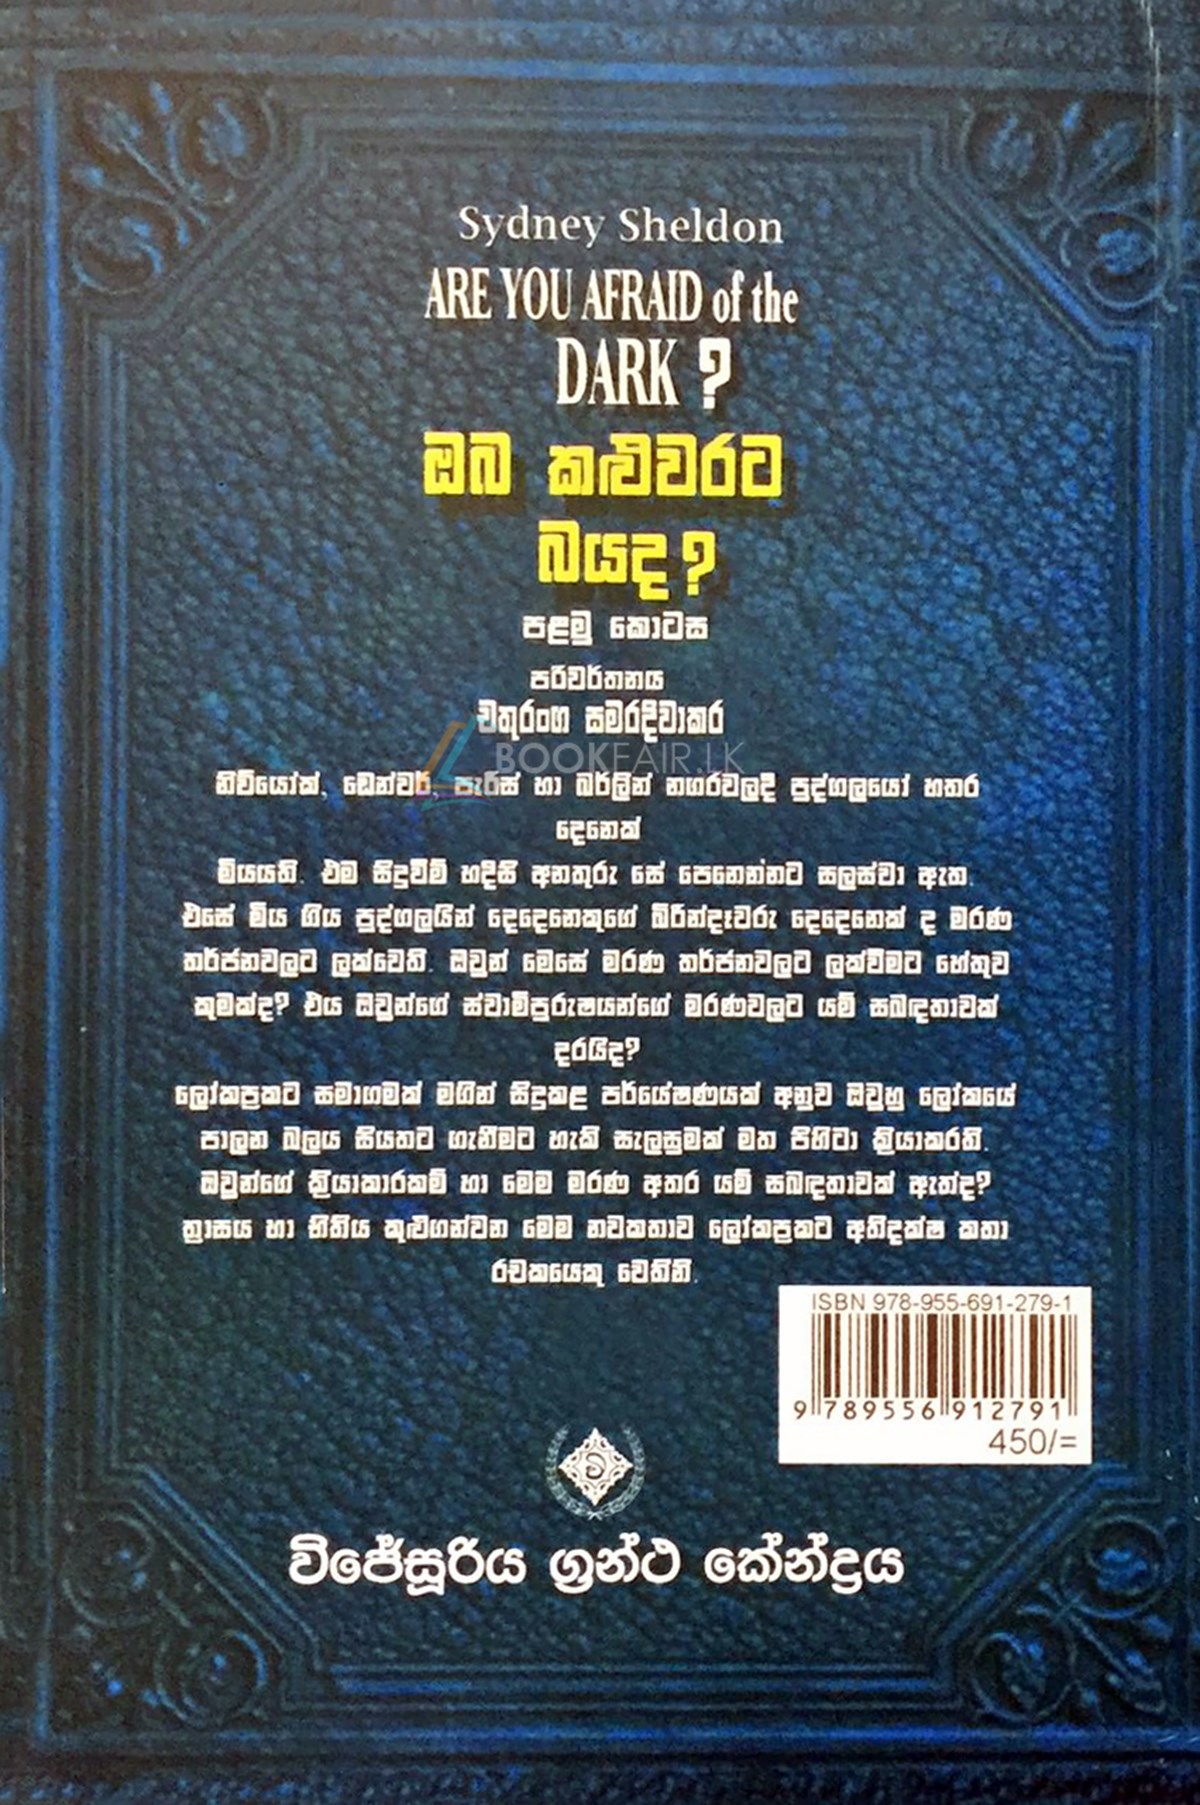 Sydney Sheldon
ARE YOU AFRAID of the
DARK ?
ඔබ කළුවරට
බයද ?
පළමු කොටස
පරිවර්තනය
චතුරංග සමරදිවාකර
BOOKFAIR.LK
නිව්යෝක්, ඩෙන්වර්, පැරිස් හා බර්ලින් නගරවලදී පුද්ගලයෝ හතර
දෙනෙක්
මියයති. එම සිදුවීම් හදිසි අනතුරු සේ පෙනෙන්නට සලස්වා ඇත.
එසේ මිය ගිය පුද්ගලයින් දෙදෙනෙකුගේ බිරින්දෑවරු දෙදෙනෙක් ද මරණ
තර්ජනවලට ලක්වෙති. ඔවුන් මෙසේ මරණ තර්ජනවලට ලක්වීමට හේතුව
කුමක්ද? එය ඔවුන්ගේ ස්වාමිපුරුෂයන්ගේ මරණවලට යම් සබඳතාවක්
දරයිද?
ලෝකප්‍රකට සමාගමක් මගින් සිදුකළ පර්යේෂණයක් අනුව ඔවුහු ලෝකයේ
පාලන බලය සියතට ගැනීමට හැකි සැලසුමක් මත පිහිටා ක්‍රියාකරති.
ඔවුන්ගේ ක්‍රියාකාරකම් හා මෙම මරණ අතර යම් සබඳතාවක් ඇත්ද?
ත්‍රාසය හා භීතිය කුළුගන්වන මෙම නවකතාව ලෝකප්‍රකට අතිදක්ෂ කතා
රචකයෙකු වෙතිනි.
ISBN 978-955-691-279-1
9 789556 912791
450/=
වි
විජේසූරිය ග්‍රන්ථ කේන්ද්‍රය